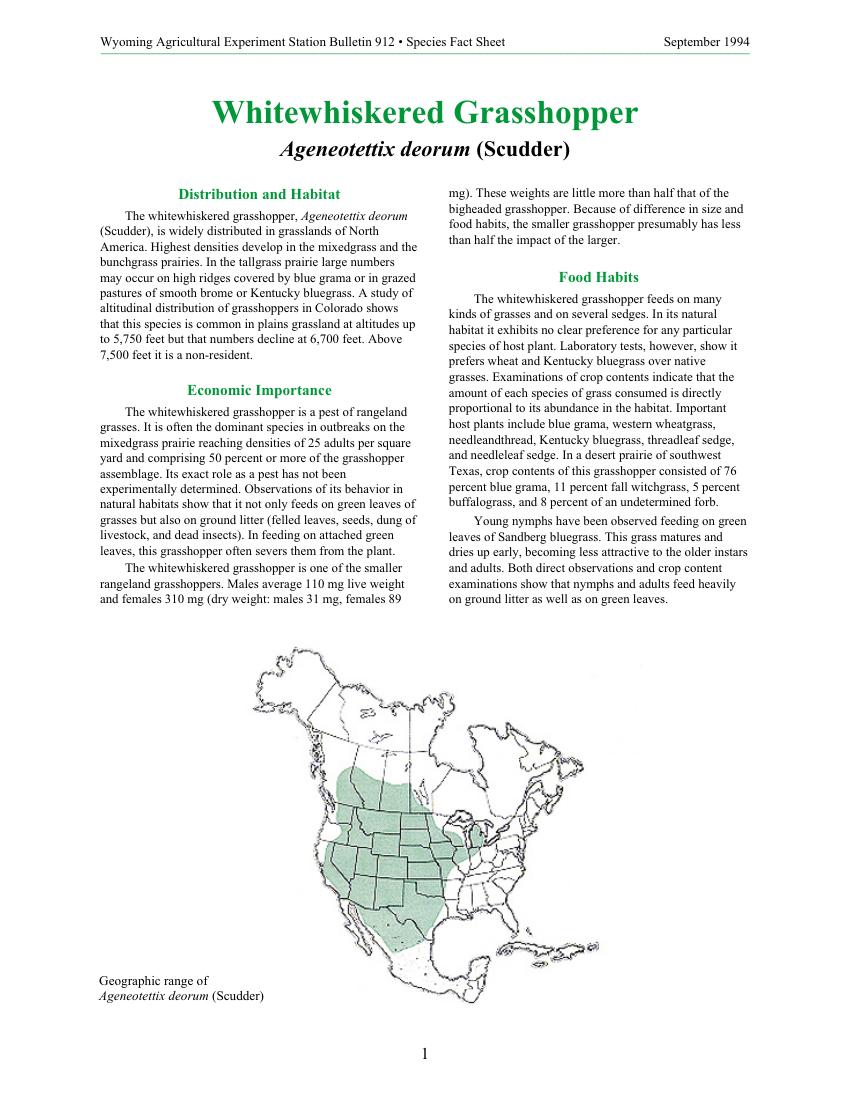 Wyoming Agricultural Experiment Station Bulletin 912 • Species Fact Sheet
September 1994
Whitewhiskered Grasshopper
Ageneotettix deorum (Scudder)
Distribution and Habitat
The whitewhiskered grasshopper, Ageneotettix deorum
(Scudder), is widely distributed in grasslands of North
America. Highest densities develop in the mixedgrass and the
bunchgrass prairies. In the tallgrass prairie large numbers
may occur on high ridges covered by blue grama or in grazed
pastures of smooth brome or Kentucky bluegrass. A study of
altitudinal distribution of grasshoppers in Colorado shows
that this species is common in plains grassland at altitudes up
to 5,750 feet but that numbers decline at 6,700 feet. Above
7,500 feet it is a non-resident.
Economic Importance
The whitewhiskered grasshopper is a pest of rangeland
grasses. It is often the dominant species in outbreaks on the
mixedgrass prairie reaching densities of 25 adults per square
yard and comprising 50 percent or more of the grasshopper
assemblage. Its exact role as a pest has not been
experimentally determined. Observations of its behavior in
natural habitats show that it not only feeds on green leaves of
grasses but also on ground litter (felled leaves, seeds, dung of
livestock, and dead insects). In feeding on attached green
leaves, this grasshopper often severs them from the plant.
The whitewhiskered grasshopper is one of the smaller
rangeland grasshoppers. Males average 110 mg live weight
and females 310 mg (dry weight: males 31 mg, females 89
mg). These weights are little more than half that of the
bigheaded grasshopper. Because of difference in size and
food habits, the smaller grasshopper presumably has less
than half the impact of the larger.
Food Habits
The whitewhiskered grasshopper feeds on many
kinds of grasses and on several sedges. In its natural
habitat it exhibits no clear preference for any particular
species of host plant. Laboratory tests, however, show it
prefers wheat and Kentucky bluegrass over native
grasses. Examinations of crop contents indicate that the
amount of each species of grass consumed is directly
proportional to its abundance in the habitat. Important
host plants include blue grama, western wheatgrass,
needleandthread, Kentucky bluegrass, threadleaf sedge,
and needleleaf sedge. In a desert prairie of southwest
Texas, crop contents of this grasshopper consisted of 76
percent blue grama, 11 percent fall witchgrass, 5 percent
buffalograss, and 8 percent of an undetermined forb.
Young nymphs have been observed feeding on green
leaves of Sandberg bluegrass. This grass matures and
dries up early, becoming less attractive to the older instars
and adults. Both direct observations and crop content
examinations show that nymphs and adults feed heavily
on ground litter as well as on green leaves.
Geographic range of
Ageneotettix deorum (Scudder)
1